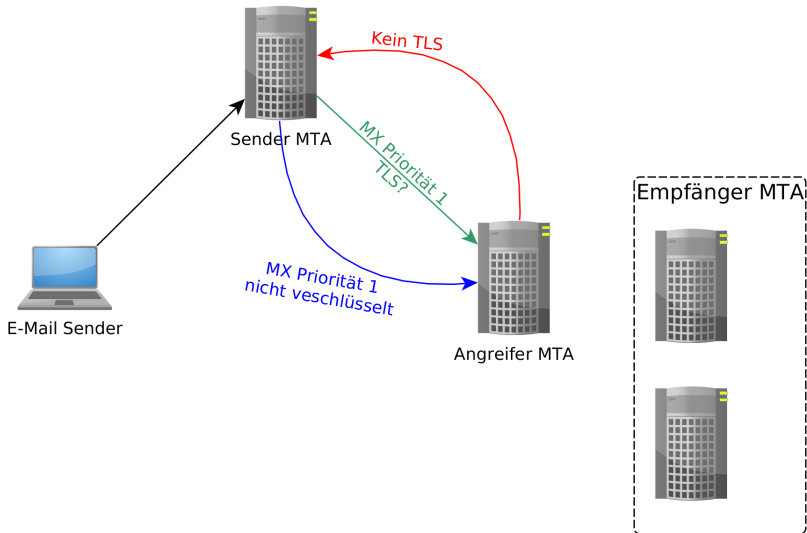 Kein TLS
Sender MTA
MX Priorität 1
TLS?
Empfänger MTA
MX Priorität 1
nicht veschlüsselt
E-Mail Sender
Angreifer MTA